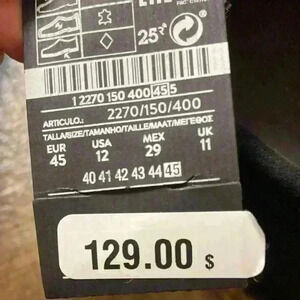 25
1 2270 150 400 45 5
ARTICULO: 2270/150/400
TALLA/SIZE/TAMANHO/TAILLE/MAAT/ΜΕΓΕΘΟΣ
EUR USA MEX UK
45 12 29 11
40 41 42 43 44 45
129.00 $